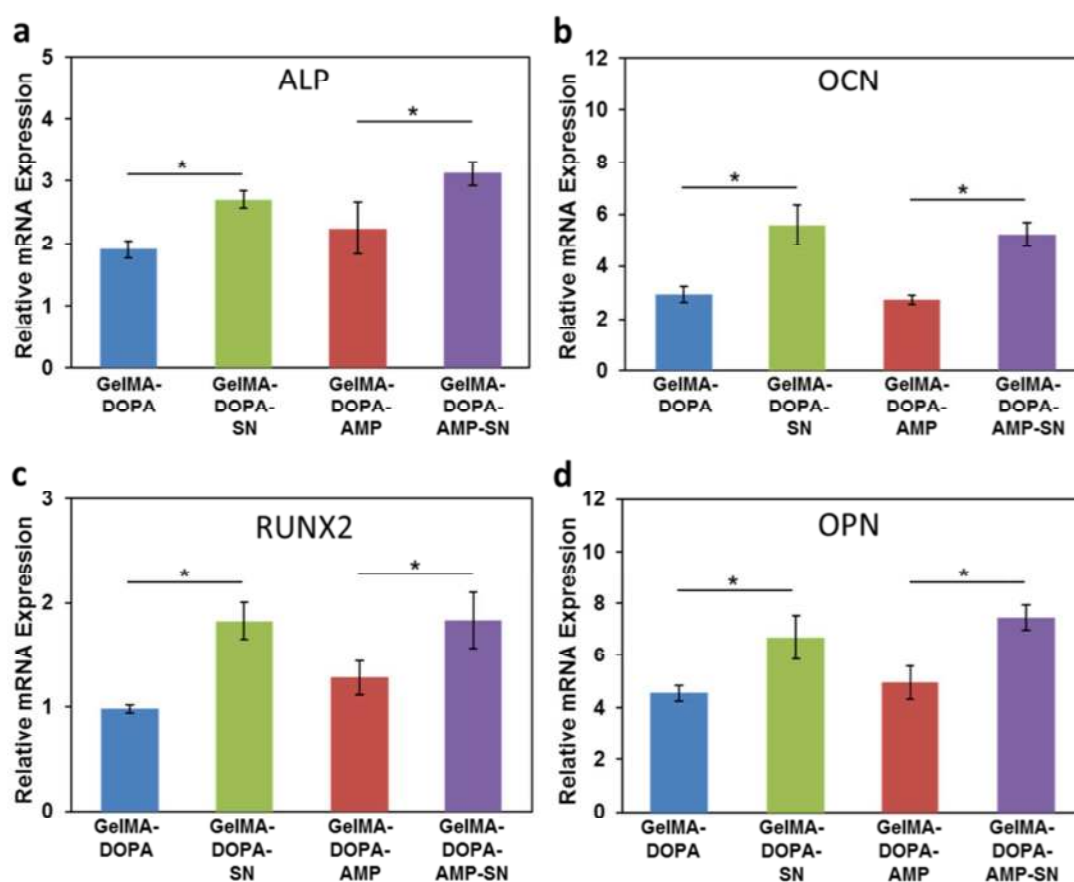 a
5
4
3
2
1
0
Relative mRNA Expression
ALP
*
*
GelMA-
DOPA
GelMA-
DOPA-
SN
GelMA-
DOPA-
AMP
GelMA-
DOPA-
AMP-SN
b
12
10
8
6
4
2
0
Relative mRNA Expression
OCN
*
*
GelMA-
DOPA
GelMA-
DOPA-
SN
GelMA-
DOPA-
AMP
GelMA-
DOPA-
AMP-SN
c
3
2
1
0
Relative mRNA Expression
RUNX2
*
*
GelMA-
DOPA
GelMA-
DOPA-
SN
GelMA-
DOPA-
AMP
GelMA-
DOPA-
AMP-SN
d
12
10
8
6
4
2
0
Relative mRNA Expression
OPN
*
*
GelMA-
DOPA
GelMA-
DOPA-
SN
GelMA-
DOPA-
AMP
GelMA-
DOPA-
AMP-SN